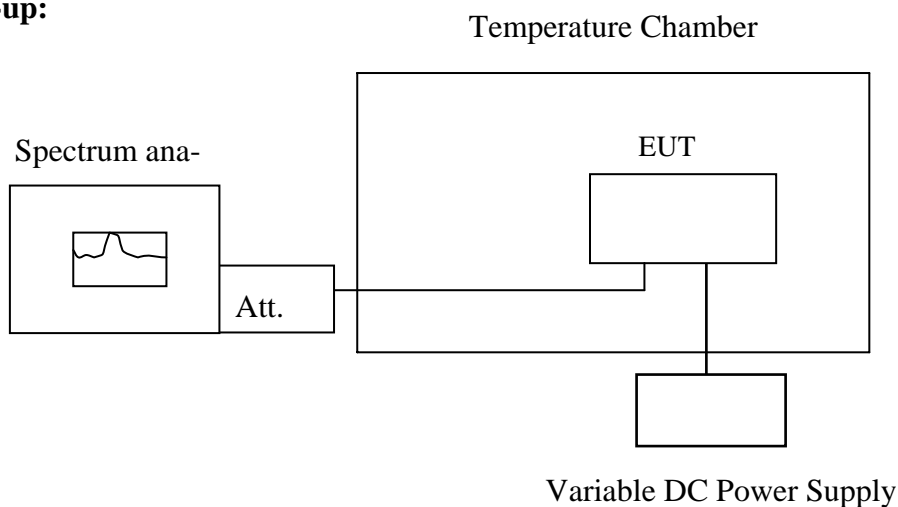 -up:
Temperature Chamber
Spectrum ana-
EUT
Att.
Variable DC Power Supply